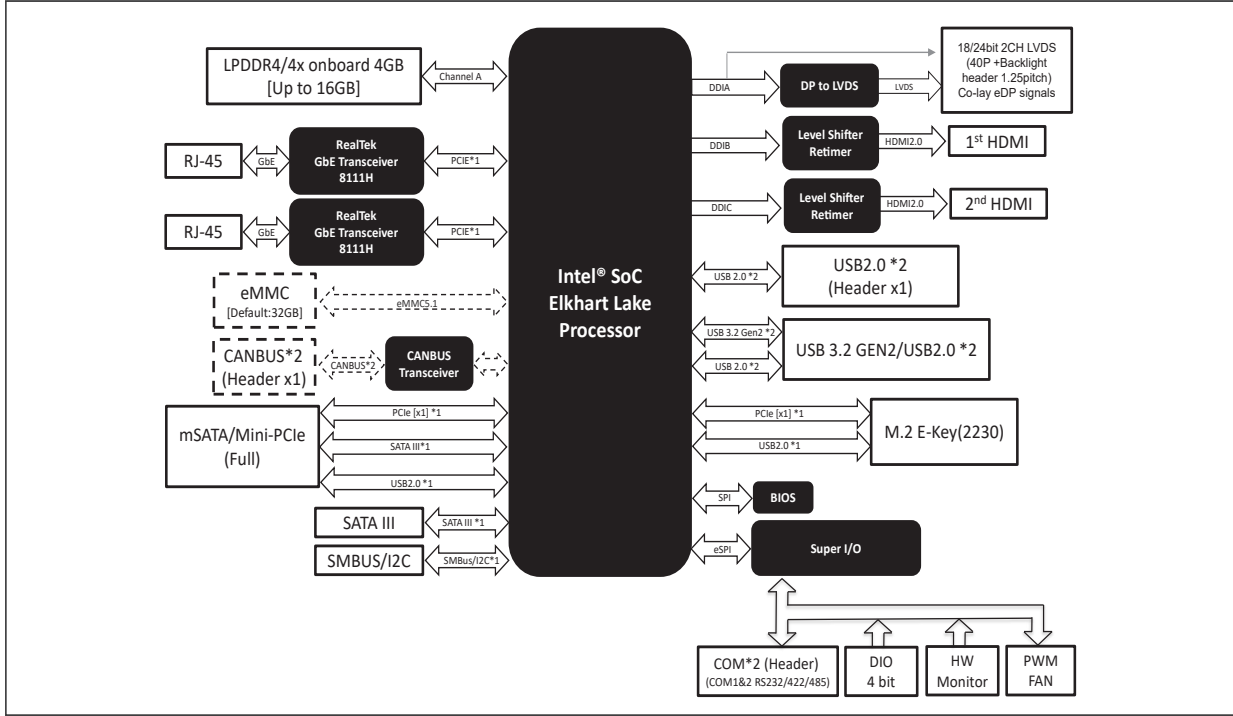 LPDDR4/4x onboard 4GB
[Up to 16GB]
Channel A
RJ-45
GbE
RealTek
GbE Transceiver
8111H
PCIE*1
RJ-45
GbE
RealTek
GbE Transceiver
8111H
PCIE*1
eMMC
[Default:32GB]
eMMC5.1
CANBUS*2
(Header x1)
CANBUS*2
CANBUS
Transceiver
mSATA/Mini-PCIe
(Full)
PCIe [x1] *1
SATA III*1
USB2.0 *1
SATA III
SATA III *1
SMBUS/I2C
SMBus/I2C*1
Intel® SoC
Elkhart Lake
Processor
DDIA
DP to LVDS
LVDS
18/24bit 2CH LVDS
(40P +Backlight
header 1.25pitch)
Co-lay eDP signals
DDIB
Level Shifter
Retimer
HDMI2.0
1st HDMI
DDIC
Level Shifter
Retimer
HDMI2.0
2nd HDMI
USB 2.0 *2
USB2.0 *2
(Header x1)
USB 3.2 Gen2 *2
USB 2.0 *2
USB 3.2 GEN2/USB2.0 *2
PCIe [x1] *1
USB2.0 *1
M.2 E-Key(2230)
SPI
BIOS
eSPI
Super I/O
COM*2 (Header)
(COM1&2 RS232/422/485)
DIO
4 bit
HW
Monitor
PWM
FAN